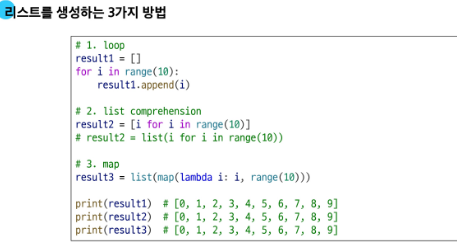 리스트를 생성하는 3가지 방법
# 1. loop
result1 = []
for i in range(10):
    result1.append(i)
# 2. list comprehension
result2 = [i for i in range(10)]
# result2 = list(i for i in range(10))
# 3. map
result3 = list(map(lambda i: i, range(10)))
print(result1)  # [0, 1, 2, 3, 4, 5, 6, 7, 8, 9]
print(result2)  # [0, 1, 2, 3, 4, 5, 6, 7, 8, 9]
print(result3)  # [0, 1, 2, 3, 4, 5, 6, 7, 8, 9]